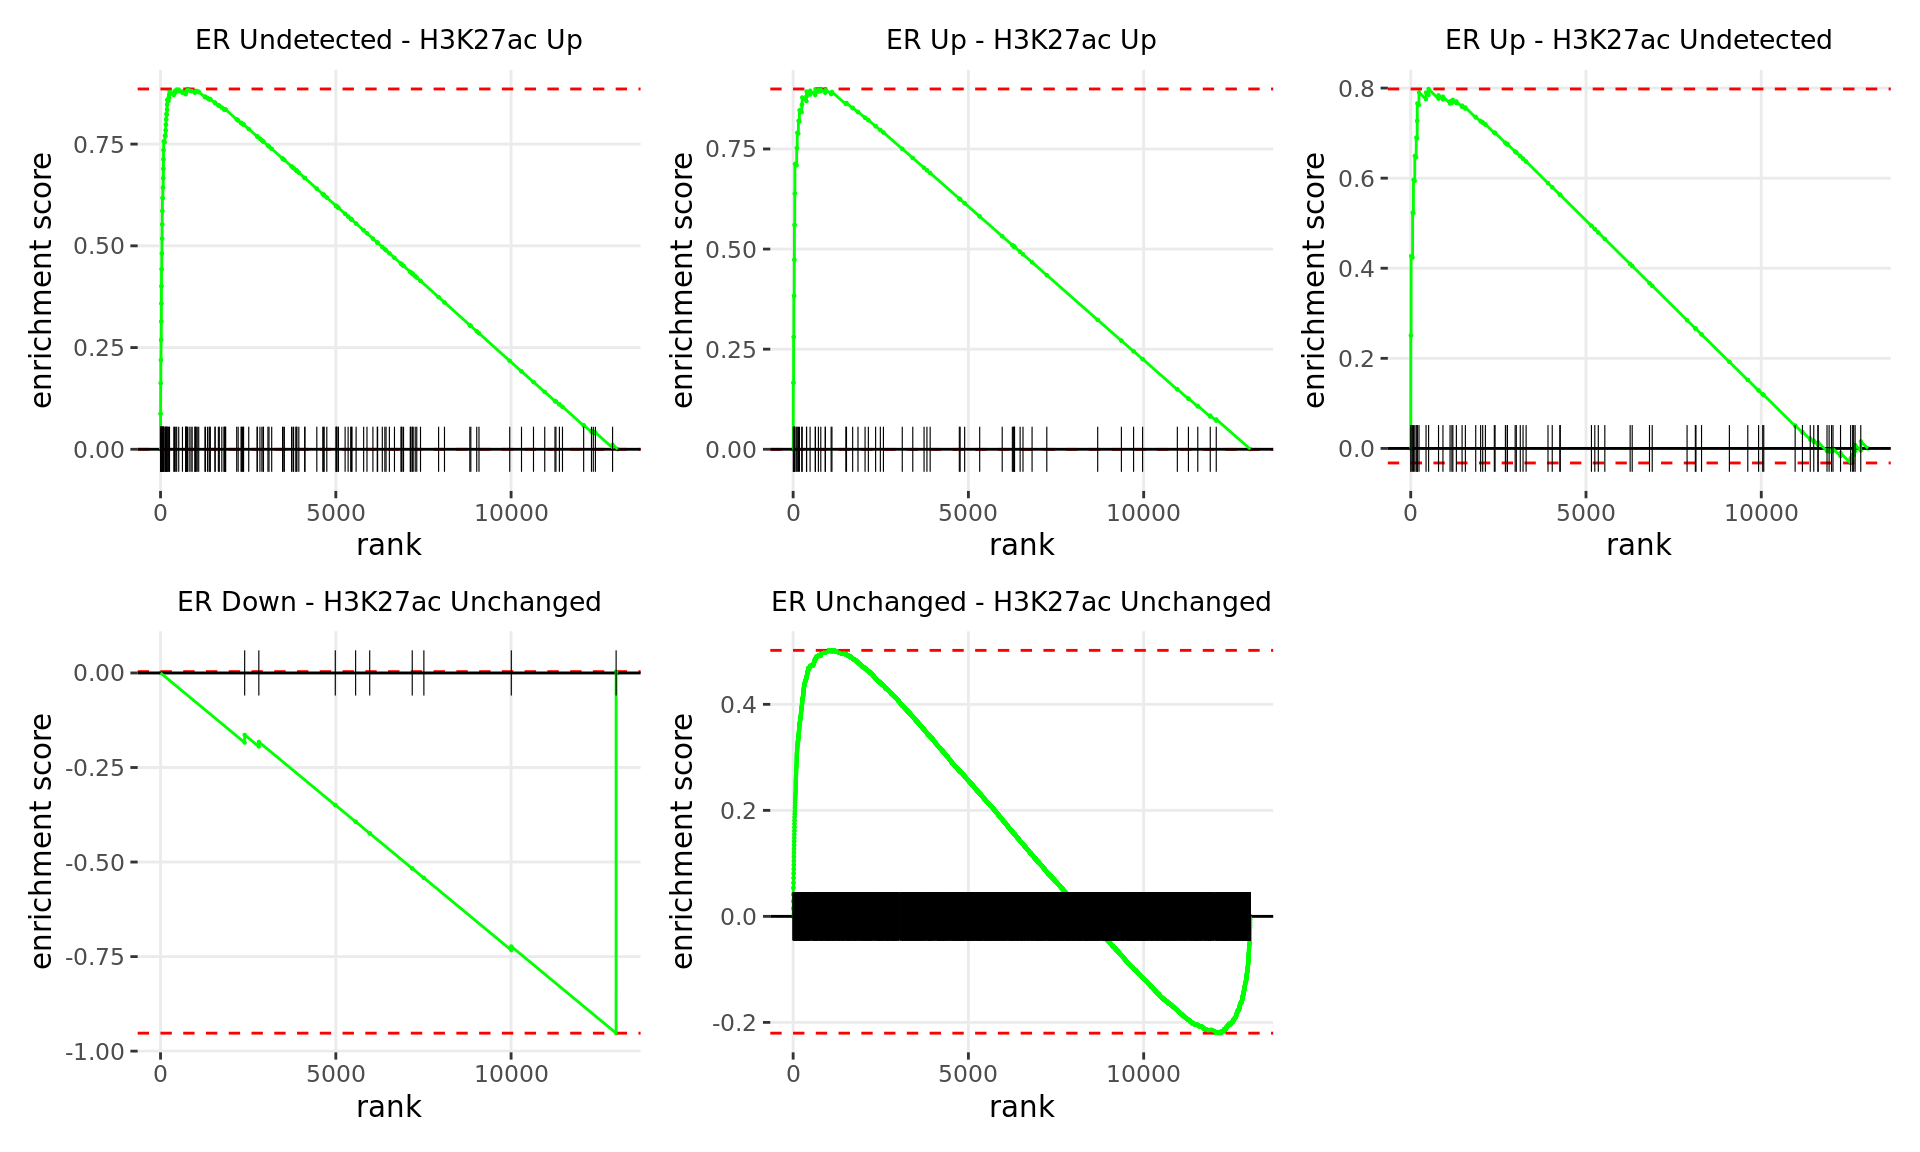 ER Undetected - H3K27ac Up
enrichment score
0.75
0.50
0.25
0.00
0
5000
10000
rank
ER Up - H3K27ac Up
enrichment score
0.75
0.50
0.25
0.00
0
5000
10000
rank
ER Up - H3K27ac Undetected
enrichment score
0.8
0.6
0.4
0.2
0.0
0
5000
10000
rank
ER Down - H3K27ac Unchanged
enrichment score
0.00
-0.25
-0.50
-0.75
-1.00
0
5000
10000
rank
ER Unchanged - H3K27ac Unchanged
enrichment score
0.4
0.2
0.0
-0.2
0
5000
10000
rank